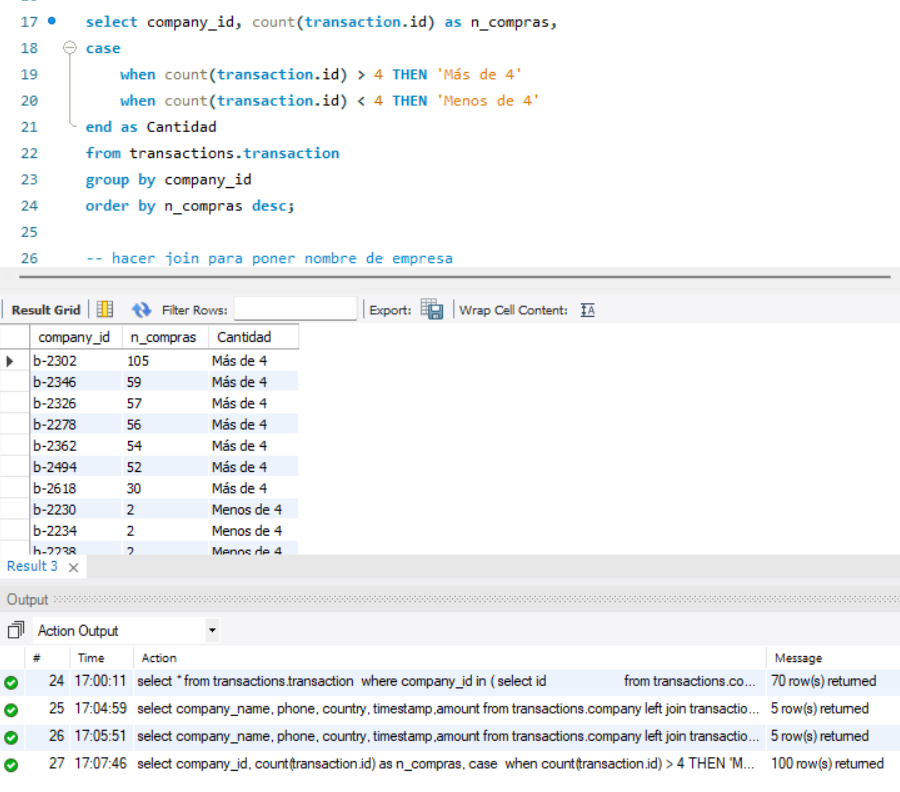 17 select company_id, count(transaction.id) as n_compras,
18 case
19 when count(transaction.id) > 4 THEN 'Más de 4'
20 when count(transaction.id) < 4 THEN 'Menos de 4'
21 end as Cantidad
22 from transactions.transaction
23 group by company_id
24 order by n_compras desc;
25
26 -- hacer join para poner nombre de empresa
Result Grid Filter Rows: Export: Wrap Cell Content:
company_id n_compras Cantidad
b-2302 105 Más de 4
b-2346 59 Más de 4
b-2326 57 Más de 4
b-2278 56 Más de 4
b-2362 54 Más de 4
b-2494 52 Más de 4
b-2618 30 Más de 4
b-2230 2 Menos de 4
b-2234 2 Menos de 4
b-2238 2 Menos de 4
Result 3
Output
Action Output
# Time Action Message
24 17:00:11 select * from transactions.transaction where company_id in ( select id from transactions.co... 70 row(s) returned
25 17:04:59 select company_name, phone, country, timestamp,amount from transactions.company left join transactio... 5 row(s) returned
26 17:05:51 select company_name, phone, country, timestamp,amount from transactions.company left join transactio... 5 row(s) returned
27 17:07:46 select company_id, count(transaction.id) as n_compras, case when count(transaction.id) > 4 THEN 'M... 100 row(s) returned